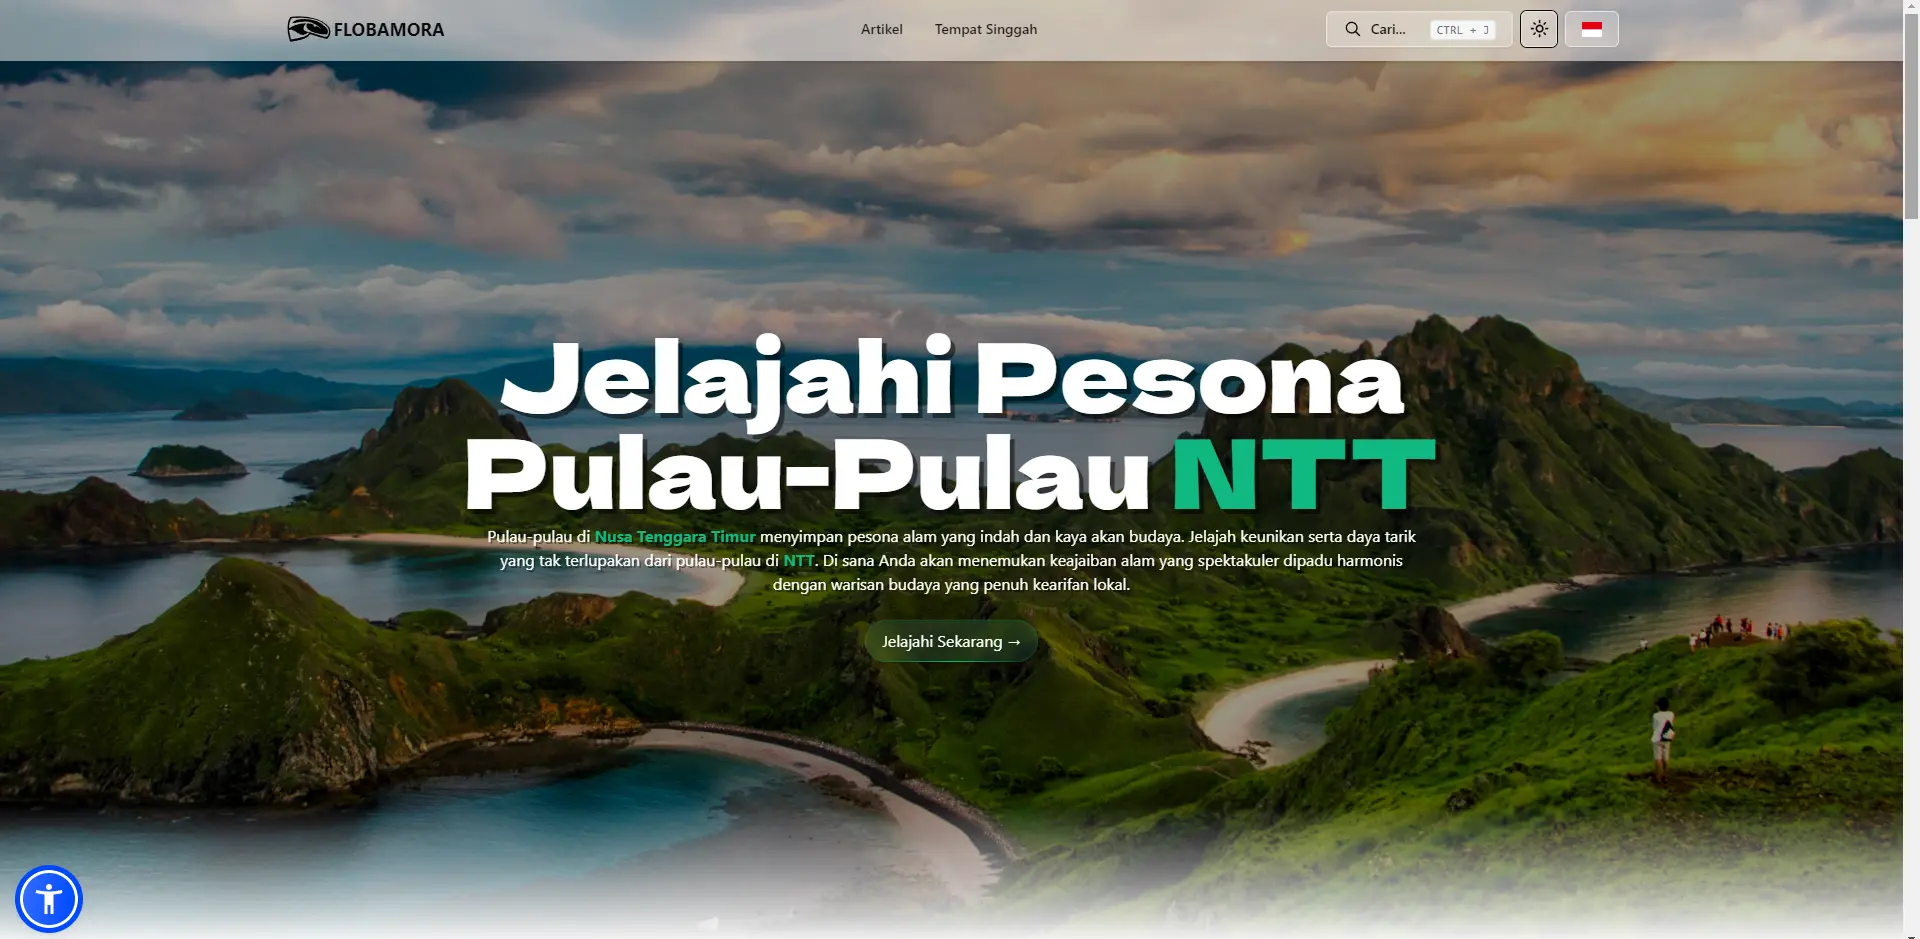 FLOBAMORA
Artikel
Tempat Singgah
Cari...
CTRL + J
Jelajahi Pesona
Pulau-Pulau NTT
Pulau-pulau di Nusa Tenggara Timur menyimpan pesona alam yang indah dan kaya akan budaya. Jelajah keunikan serta daya tarik
yang tak terlupakan dari pulau-pulau di NTT. Di sana Anda akan menemukan keajaiban alam yang spektakuler dipadu harmonis
dengan warisan budaya yang penuh kearifan lokal.
Jelajahi Sekarang →